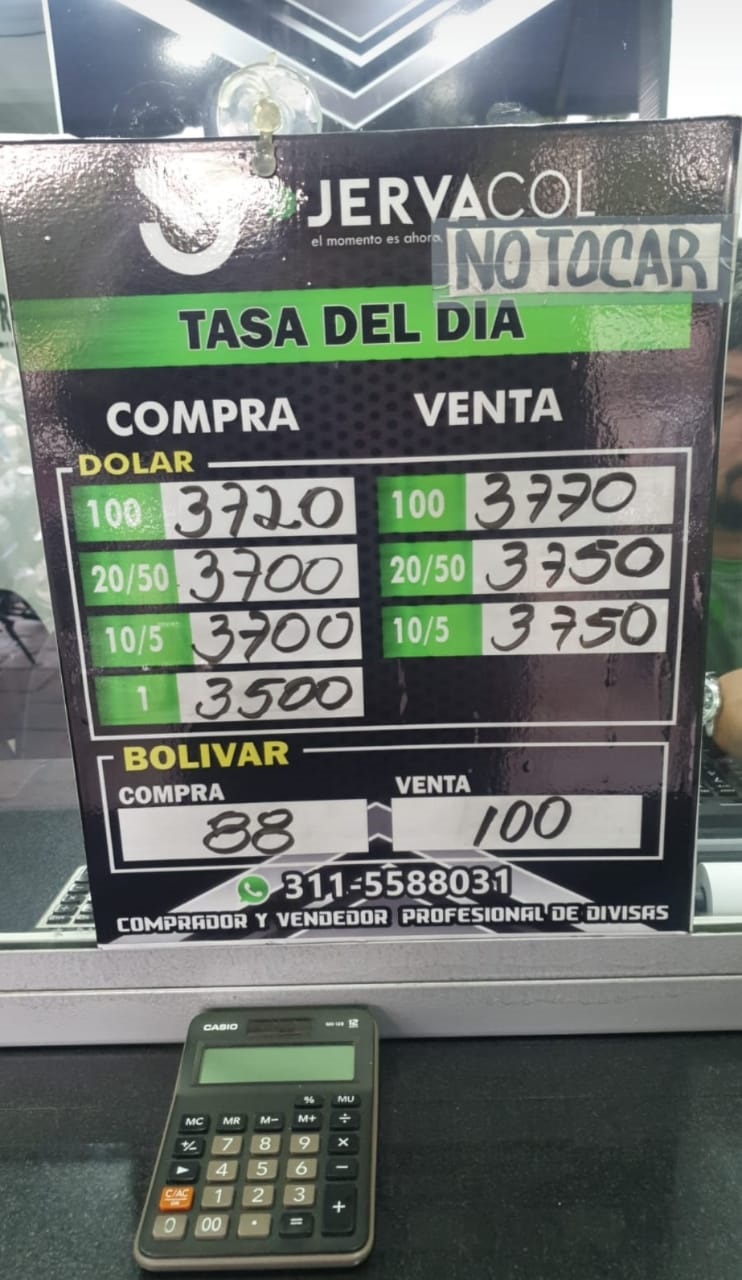 JERVACOL
el momento es ahora
NO TOCAR
TASA DEL DIA
COMPRA VENTA
DOLAR
100 3720 100 3770
20/50 3700 20/50 3750
10/5 3700 10/5 3750
1 3500
BOLIVAR
COMPRA VENTA
88 100
311-5588031
COMPRADOR Y VENDEDOR PROFESIONAL DE DIVISAS
CASIO 12
% MU
MC MR M- M+ ÷
+/- 7 8 9 ×
▶ 4 5 6 −
C/AC 1 2 3 +
0 00 · =